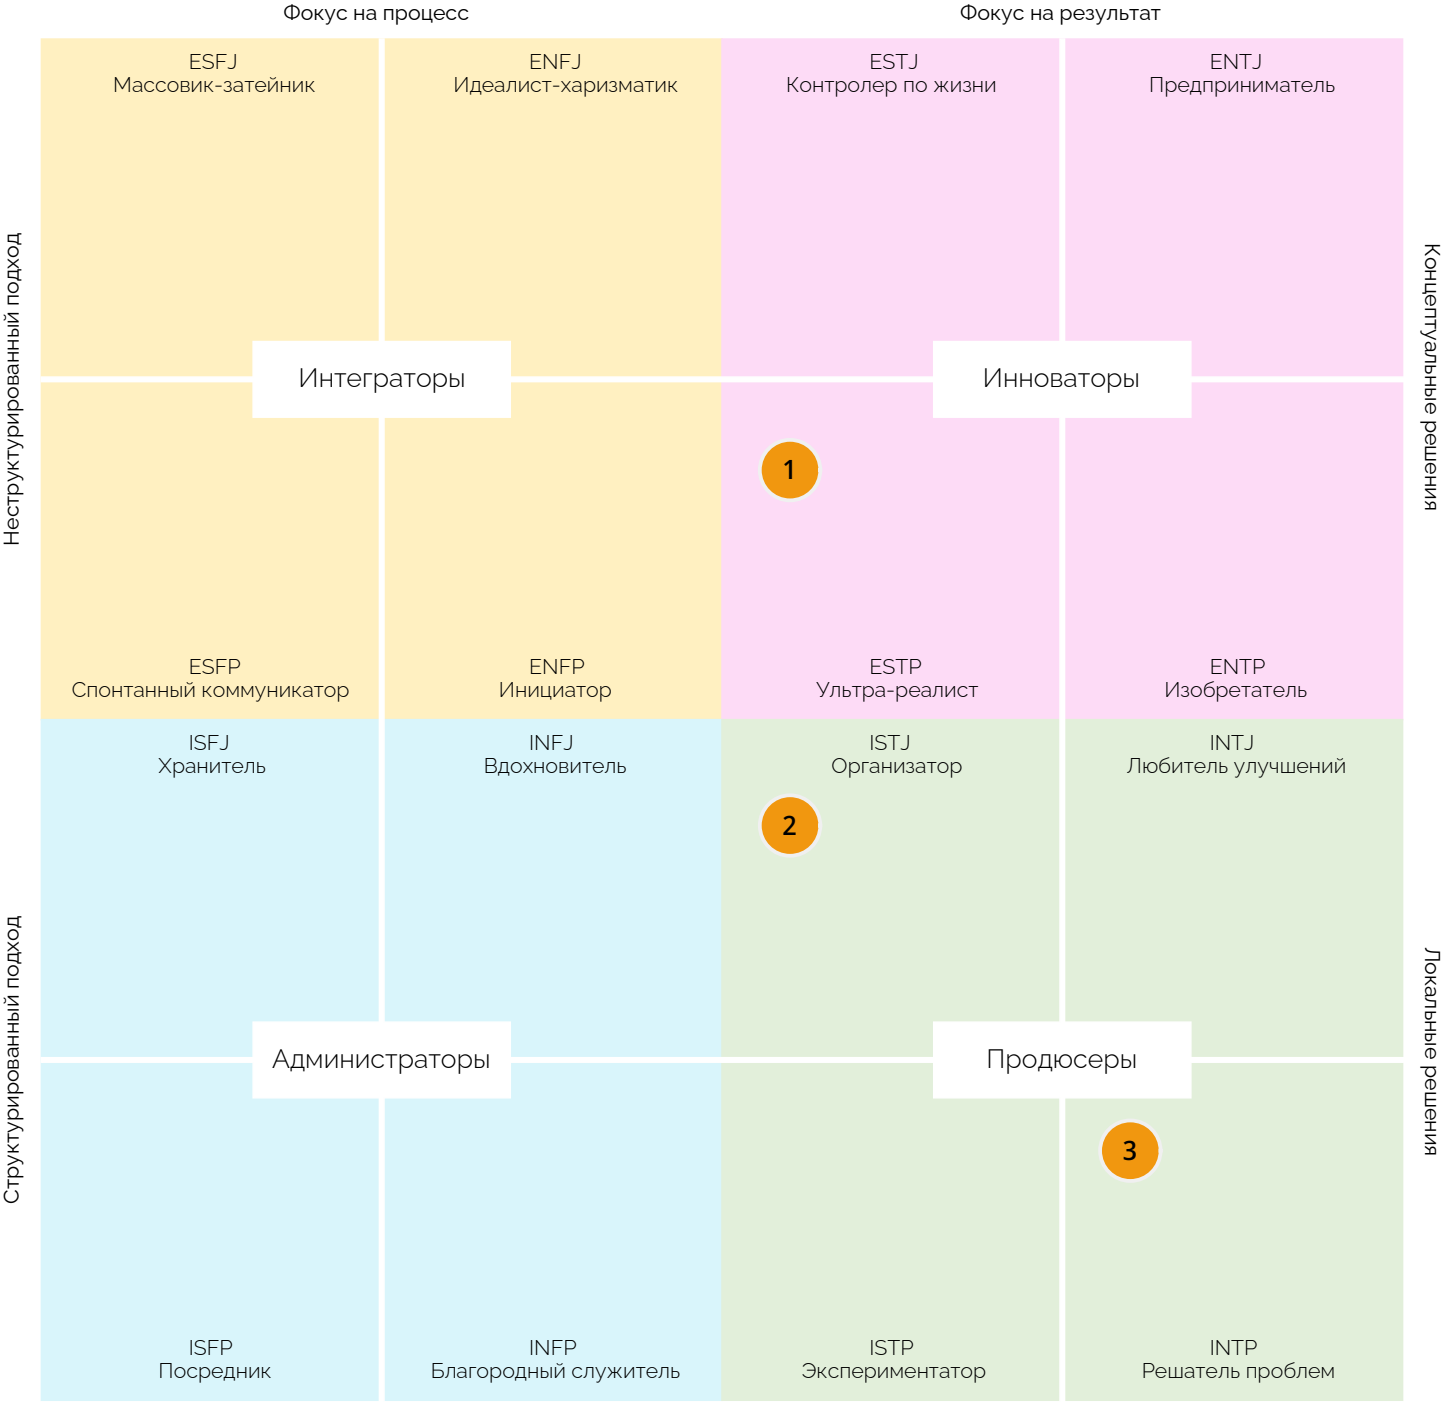 Фокус на процесс
Фокус на результат
Неструктурированный подход
Концептуальные решения
ESFJ
Массовик-затейник
ENFJ
Идеалист-харизматик
ESTJ
Контролер по жизни
ENTJ
Предприниматель
Интеграторы
Инноваторы
1
ESFP
Спонтанный коммуникатор
ENFP
Инициатор
ESTP
Ультра-реалист
ENTP
Изобретатель
Структурированный подход
Локальные решения
ISFJ
Хранитель
INFJ
Вдохновитель
ISTJ
Организатор
INTJ
Любитель улучшений
2
Администраторы
Продюсеры
3
ISFP
Посредник
INFP
Благородный служитель
ISTP
Экспериментатор
INTP
Решатель проблем